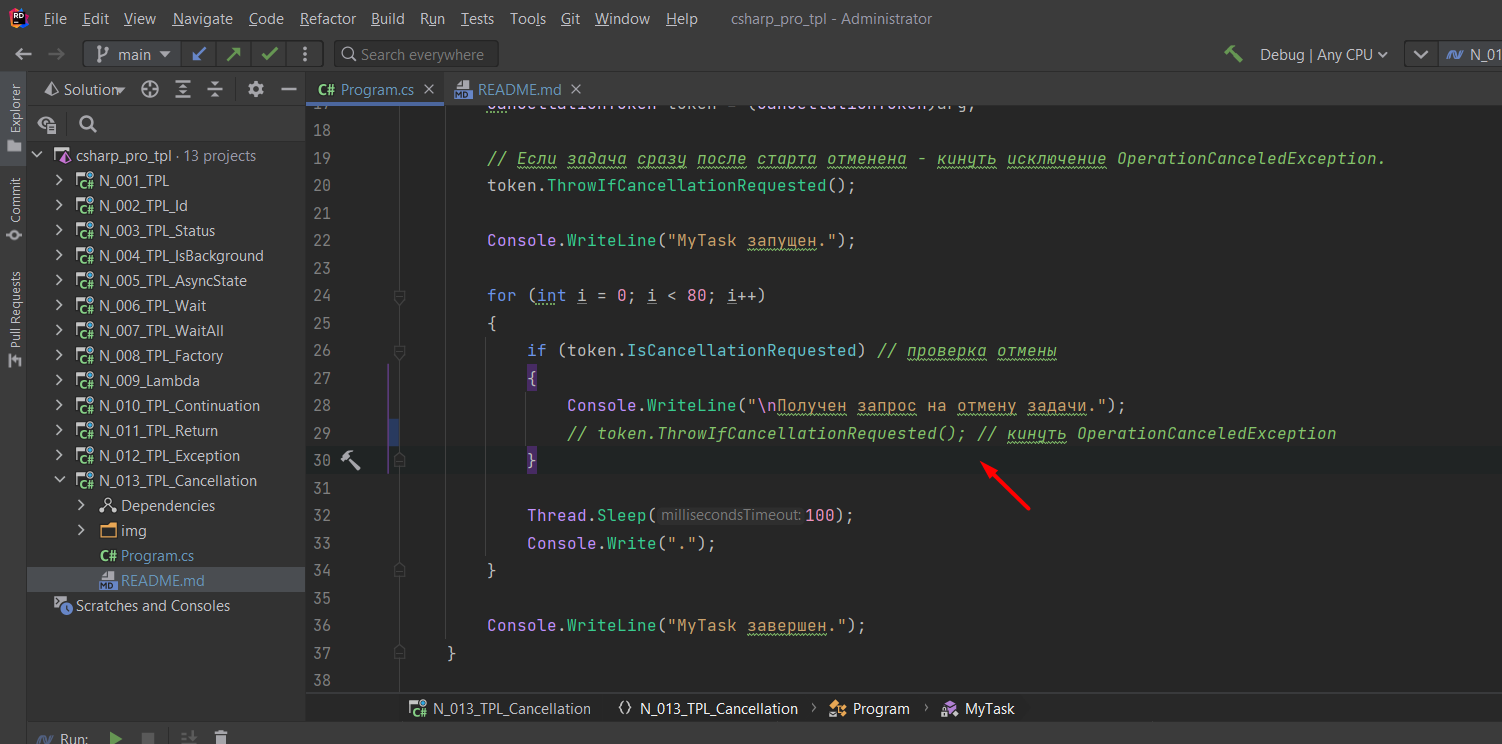 File Edit View Navigate Code Refactor Build Run Tests Tools Git Window Help csharp_pro_tpl - Administrator
main Search everywhere Debug | Any CPU N_01
Explorer
Commit
Pull Requests
Solution
csharp_pro_tpl · 13 projects
N_001_TPL
N_002_TPL_Id
N_003_TPL_Status
N_004_TPL_IsBackground
N_005_TPL_AsyncState
N_006_TPL_Wait
N_007_TPL_WaitAll
N_008_TPL_Factory
N_009_Lambda
N_010_TPL_Continuation
N_011_TPL_Return
N_012_TPL_Exception
N_013_TPL_Cancellation
Dependencies
img
C# Program.cs
MD README.md
Scratches and Consoles
C# Program.cs MD README.md
17 CancellationToken token = (CancellationToken)arg;
18
19 // Если задача сразу после старта отменена - кинуть исключение OperationCanceledException.
20 token.ThrowIfCancellationRequested();
21
22 Console.WriteLine("MyTask запущен.");
23
24 for (int i = 0; i < 80; i++)
25 {
26 if (token.IsCancellationRequested) // проверка отмены
27 {
28 Console.WriteLine("\nПолучен запрос на отмену задачи.");
29 // token.ThrowIfCancellationRequested(); // кинуть OperationCanceledException
30 }
31
32 Thread.Sleep(millisecondsTimeout: 100);
33 Console.Write(".");
34 }
35
36 Console.WriteLine("MyTask завершен.");
37 }
38
N_013_TPL_Cancellation N_013_TPL_Cancellation Program MyTask
Run: